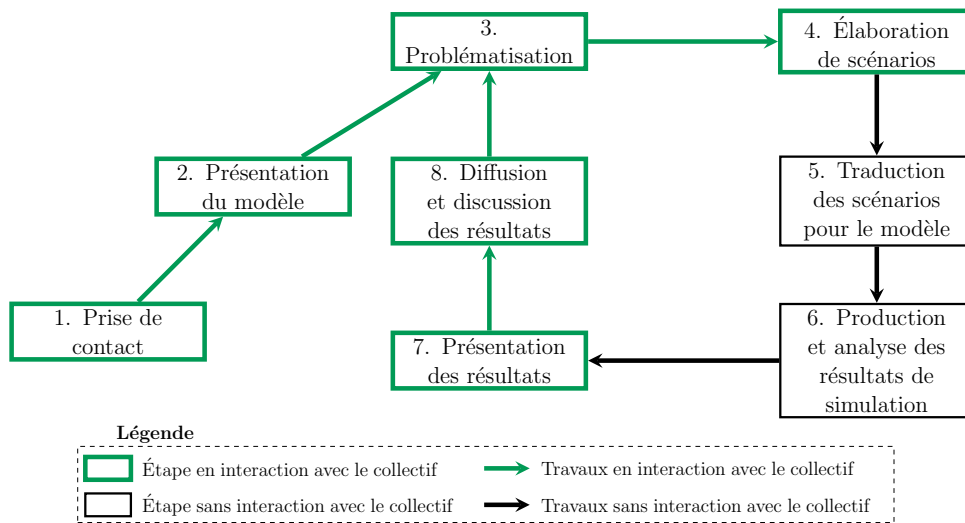 1. Prise de
contact
2. Présentation
du modèle
3.
Problématisation
4. Élaboration
de scénarios
5. Traduction
des scénarios
pour le modèle
6. Production
et analyse des
résultats de
simulation
7. Présentation
des résultats
8. Diffusion
et discussion
des résultats
Légende
Étape en interaction avec le collectif
Travaux en interaction avec le collectif
Étape sans interaction avec le collectif
Travaux sans interaction avec le collectif